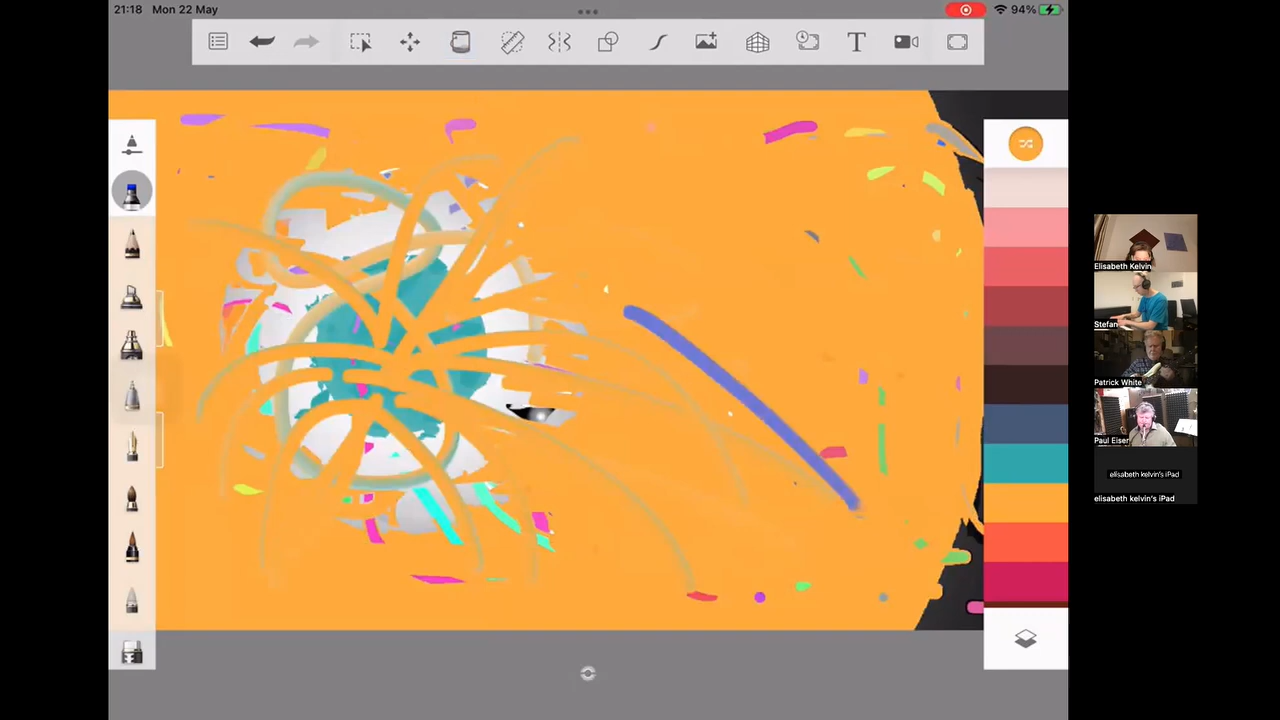 21:18 Mon 22 May
94%
T
Elisabeth Kelvin
Stefan
Patrick White
Paul Eiser
elisabeth kelvin's iPad
elisabeth kelvin's iPad